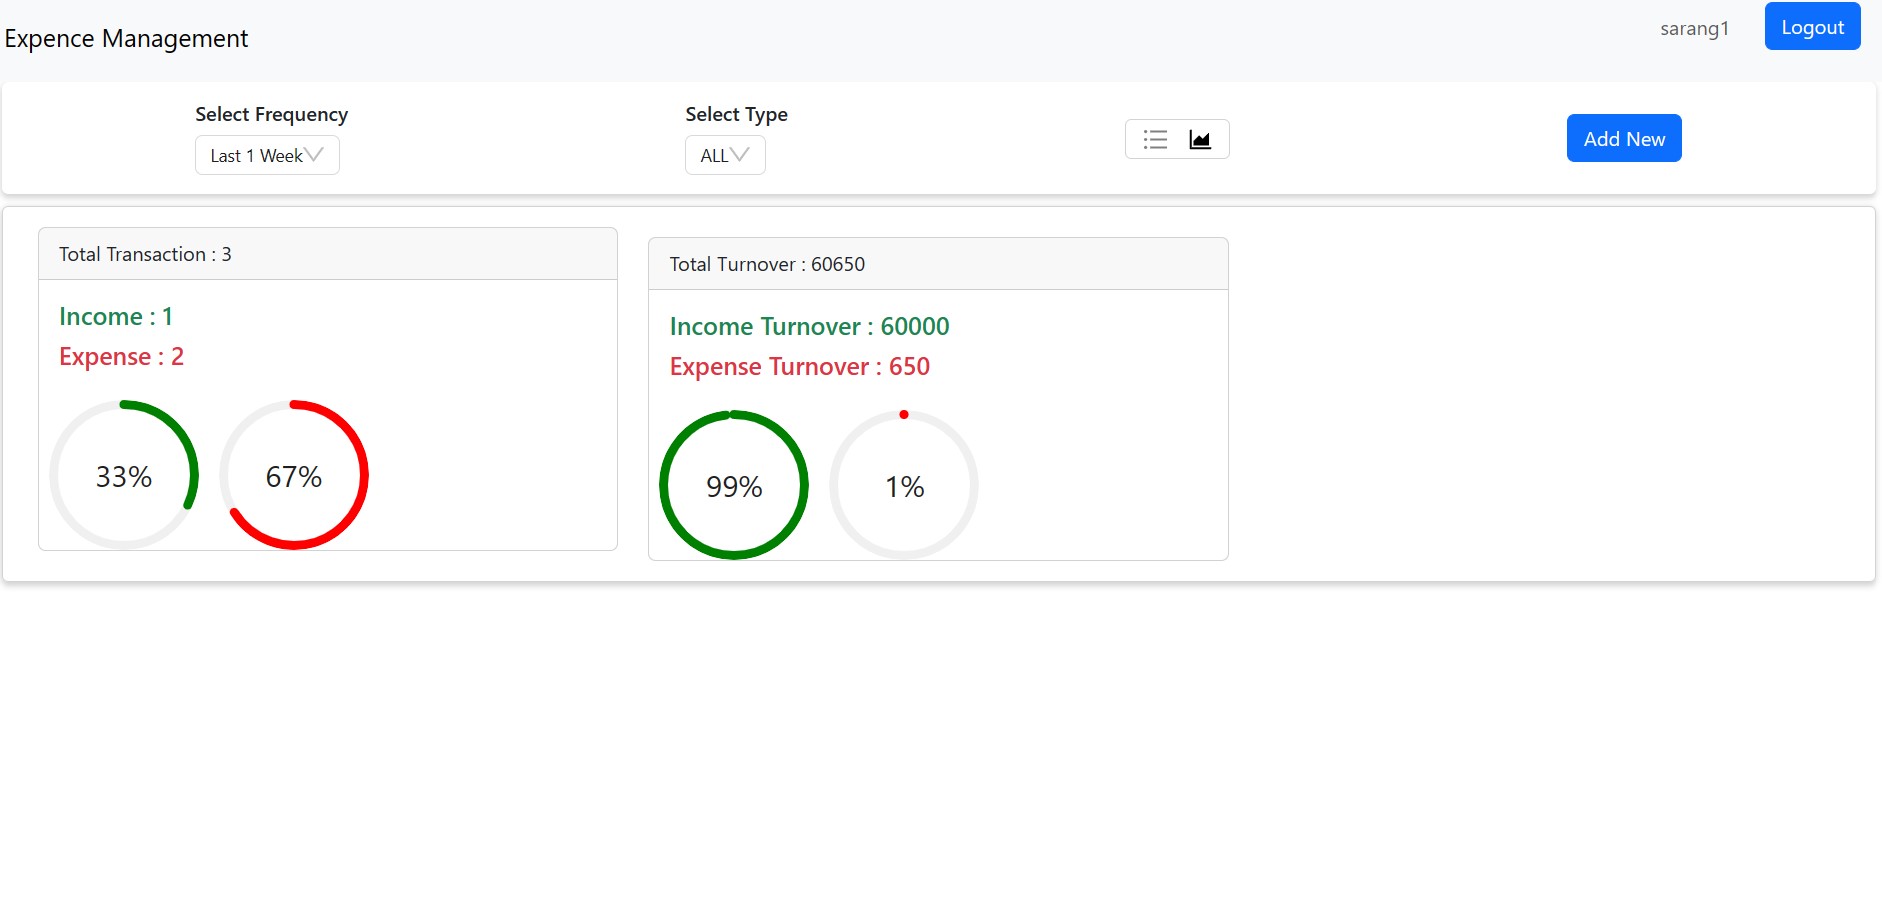 Expence Management
sarang1
Logout
Select Frequency
Last 1 Week
Select Type
ALL
Add New
Total Transaction : 3
Income : 1
Expense : 2
33%
67%
Total Turnover : 60650
Income Turnover : 60000
Expense Turnover : 650
99%
1%